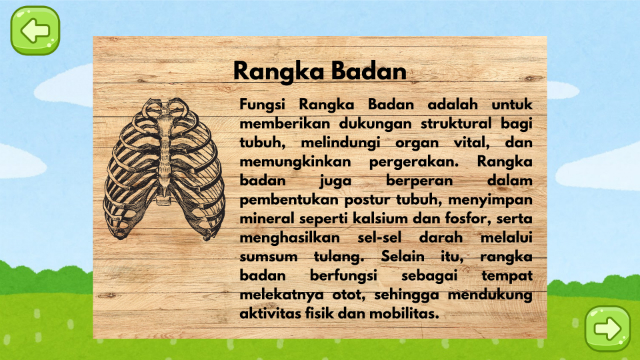 Rangka Badan
Fungsi Rangka Badan adalah untuk
memberikan dukungan struktural bagi
tubuh, melindungi organ vital, dan
memungkinkan pergerakan. Rangka
badan juga berperan dalam
pembentukan postur tubuh, menyimpan
mineral seperti kalsium dan fosfor, serta
menghasilkan sel-sel darah melalui
sumsum tulang. Selain itu, rangka
badan berfungsi sebagai tempat
melekatnya otot, sehingga mendukung
aktivitas fisik dan mobilitas.